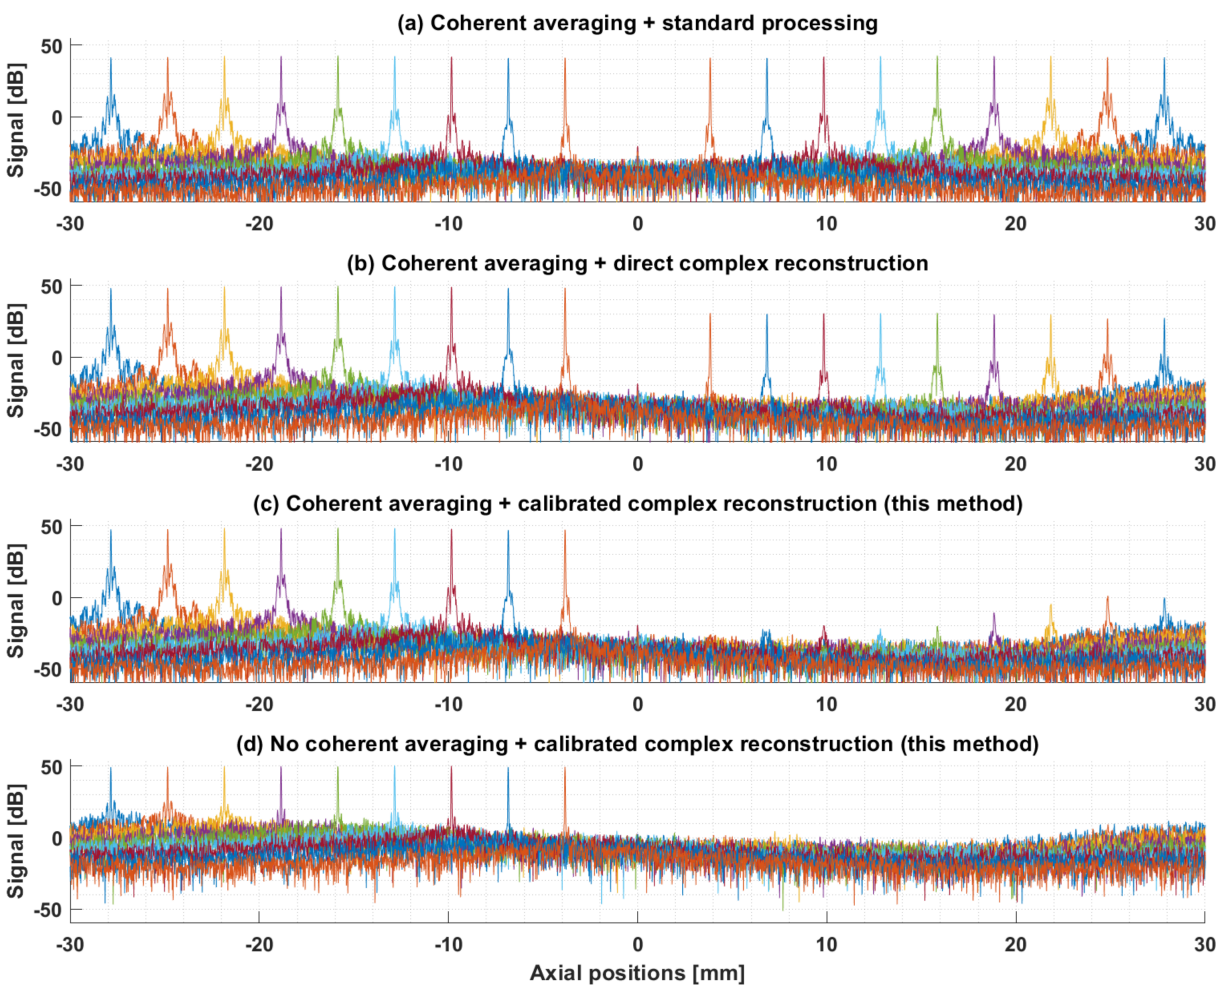 (a) Coherent averaging + standard processing
Signal [dB]
50
0
-50
-30 -20 -10 0 10 20 30
(b) Coherent averaging + direct complex reconstruction
Signal [dB]
50
0
-50
-30 -20 -10 0 10 20 30
(c) Coherent averaging + calibrated complex reconstruction (this method)
Signal [dB]
50
0
-50
-30 -20 -10 0 10 20 30
(d) No coherent averaging + calibrated complex reconstruction (this method)
Signal [dB]
50
0
-50
-30 -20 -10 0 10 20 30
Axial positions [mm]